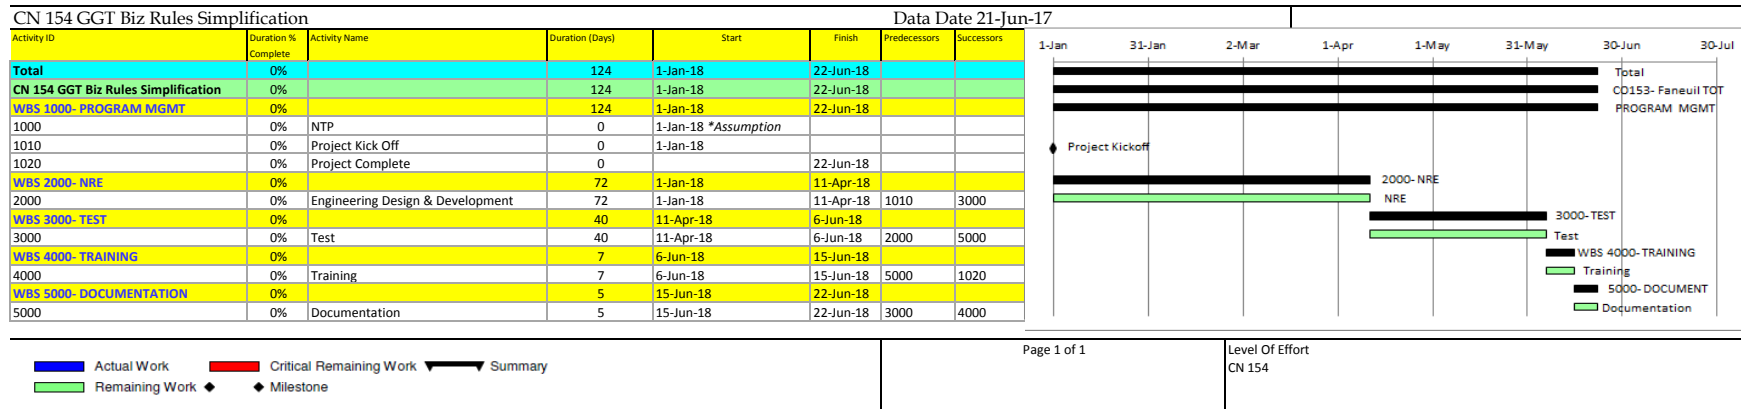 CN 154 GGT Biz Rules Simplification Data Date 21-Jun-17
Activity ID Duration % Complete Activity Name Duration (Days) Start Finish Predecessors Successors
Total 0% 124 1-Jan-18 22-Jun-18
CN 154 GGT Biz Rules Simplification 0% 124 1-Jan-18 22-Jun-18
WBS 1000- PROGRAM MGMT 0% 124 1-Jan-18 22-Jun-18
1000 0% NTP 0 1-Jan-18 *Assumption
1010 0% Project Kick Off 0 1-Jan-18
1020 0% Project Complete 0 22-Jun-18
WBS 2000- NRE 0% 72 1-Jan-18 11-Apr-18
2000 0% Engineering Design & Development 72 1-Jan-18 11-Apr-18 1010 3000
WBS 3000- TEST 0% 40 11-Apr-18 6-Jun-18
3000 0% Test 40 11-Apr-18 6-Jun-18 2000 5000
WBS 4000- TRAINING 0% 7 6-Jun-18 15-Jun-18
4000 0% Training 7 6-Jun-18 15-Jun-18 5000 1020
WBS 5000- DOCUMENTATION 0% 5 15-Jun-18 22-Jun-18
5000 0% Documentation 5 15-Jun-18 22-Jun-18 3000 4000
1-Jan 31-Jan 2-Mar 1-Apr 1-May 31-May 30-Jun 30-Jul
Total
CO153- Faneuil TOT
PROGRAM MGMT
Project Kickoff
2000- NRE
NRE
3000- TEST
Test
WBS 4000- TRAINING
Training
5000- DOCUMENT
Documentation
Actual Work Critical Remaining Work Summary
Remaining Work Milestone
Page 1 of 1
Level Of Effort
CN 154